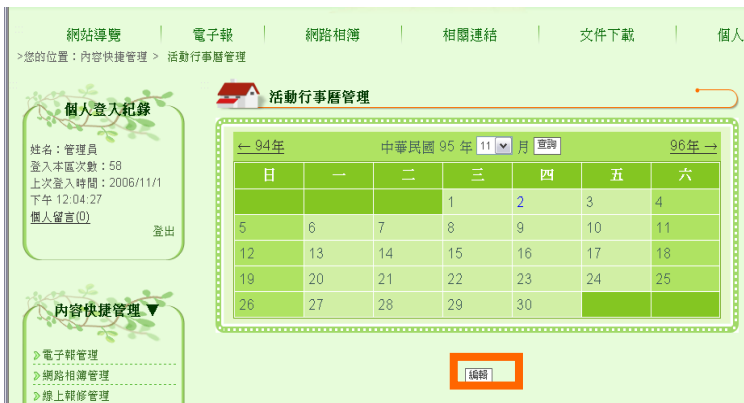 網站導覽 電子報 網路相簿 相關連結 文件下載 個人
>您的位置：內容快捷管理 > 活動行事曆管理
個人登入紀錄
姓名：管理員
登入本區次數：58
上次登入時間：2006/11/1
下午 12:04:27
個人留言(0)
登出
內容快捷管理▼
電子報管理
網路相簿管理
線上報修管理
活動行事曆管理
←94年 中華民國 95 年 11 月 查詢 96年→
日 一 二 三 四 五 六
1 2 3 4
5 6 7 8 9 10 11
12 13 14 15 16 17 18
19 20 21 22 23 24 25
26 27 28 29 30
編輯